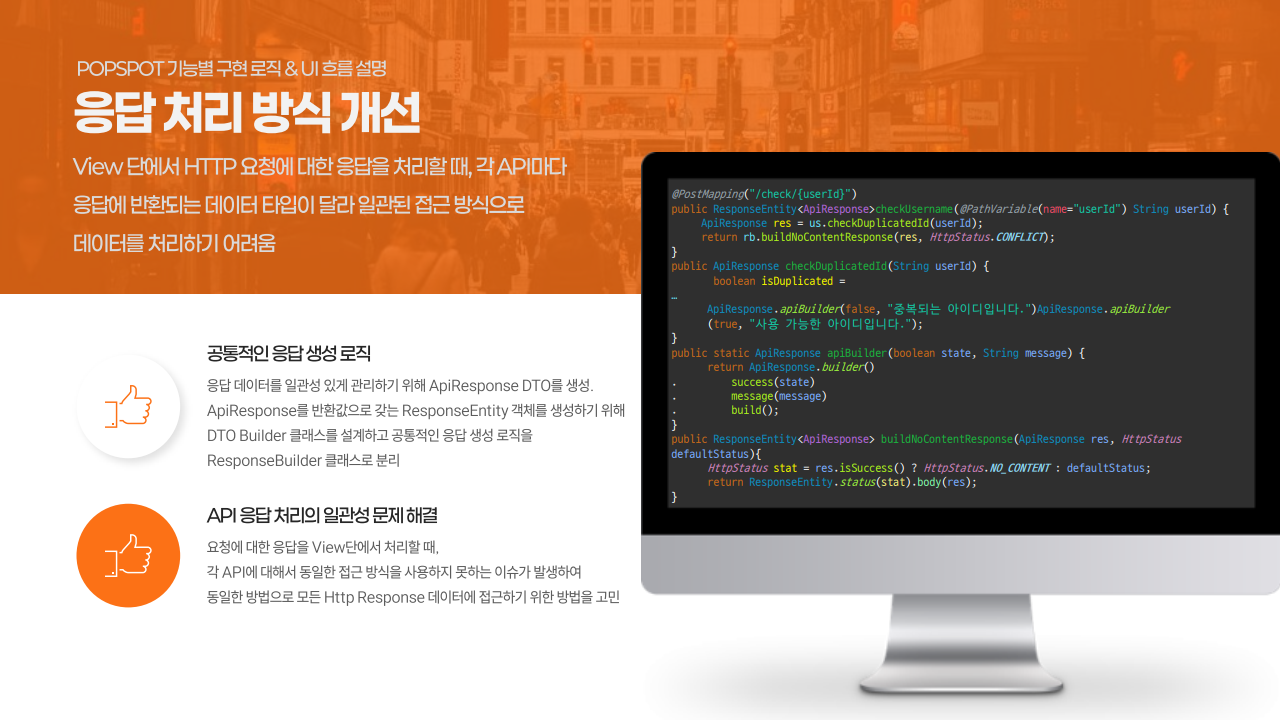 POPSPOT 기능별 구현 로직 & UI 흐름 설명
응답 처리 방식 개선
View 단에서 HTTP 요청에 대한 응답을 처리할 때, 각 API마다
응답에 반환되는 데이터 타입이 달라 일관된 접근 방식으로
데이터를 처리하기 어려움
공통적인 응답 생성 로직
응답 데이터를 일관성 있게 관리하기 위해 ApiResponse DTO를 생성.
ApiResponse를 반환값으로 갖는 ResponseEntity 객체를 생성하기 위해
DTO Builder 클래스를 설계하고 공통적인 응답 생성 로직을
ResponseBuilder 클래스로 분리
API 응답 처리의 일관성 문제 해결
요청에 대한 응답을 View단에서 처리할 때,
각 API에 대해서 동일한 접근 방식을 사용하지 못하는 이슈가 발생하여
동일한 방법으로 모든 Http Response 데이터에 접근하기 위한 방법을 고민
@PostMapping("/check/{userId}")
public ResponseEntity<ApiResponse>checkUsername(@PathVariable(name="userId") String userId) {
ApiResponse res = us.checkDuplicatedId(userId);
return rb.buildNoContentResponse(res, HttpStatus.CONFLICT);
}
public ApiResponse checkDuplicatedId(String userId) {
boolean isDuplicated =
…
ApiResponse.apiBuilder(false, "중복되는 아이디입니다.")ApiResponse.apiBuilder
(true, "사용 가능한 아이디입니다.");
}
public static ApiResponse apiBuilder(boolean state, String message) {
return ApiResponse.builder()
. success(state)
. message(message)
. build();
}
public ResponseEntity<ApiResponse> buildNoContentResponse(ApiResponse res, HttpStatus
defaultStatus){
HttpStatus stat = res.isSuccess() ? HttpStatus.NO_CONTENT : defaultStatus;
return ResponseEntity.status(stat).body(res);
}